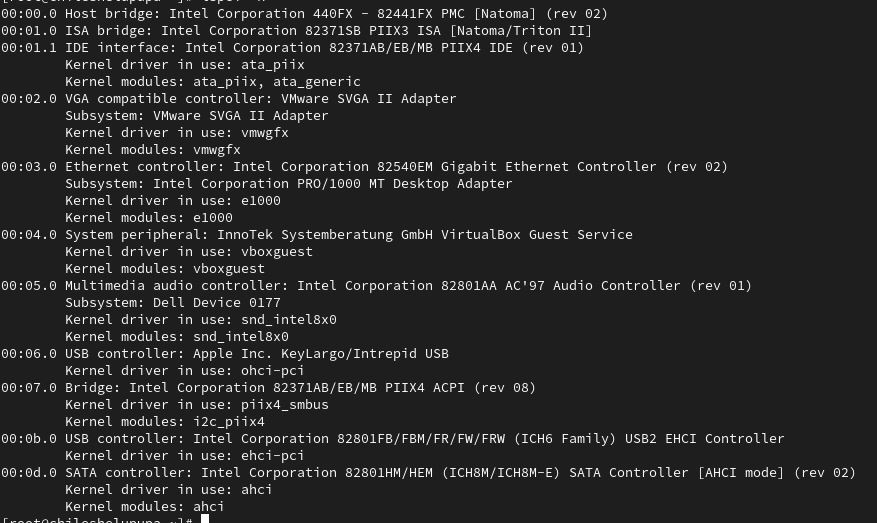 00:00.0 Host bridge: Intel Corporation 440FX - 82441FX PMC [Natoma] (rev 02)
00:01.0 ISA bridge: Intel Corporation 82371SB PIIX3 ISA [Natoma/Triton II]
00:01.1 IDE interface: Intel Corporation 82371AB/EB/MB PIIX4 IDE (rev 01)
        Kernel driver in use: ata_piix
        Kernel modules: ata_piix, ata_generic
00:02.0 VGA compatible controller: VMware SVGA II Adapter
        Subsystem: VMware SVGA II Adapter
        Kernel driver in use: vmwgfx
        Kernel modules: vmwgfx
00:03.0 Ethernet controller: Intel Corporation 82540EM Gigabit Ethernet Controller (rev 02)
        Subsystem: Intel Corporation PRO/1000 MT Desktop Adapter
        Kernel driver in use: e1000
        Kernel modules: e1000
00:04.0 System peripheral: InnoTek Systemberatung GmbH VirtualBox Guest Service
        Kernel driver in use: vboxguest
        Kernel modules: vboxguest
00:05.0 Multimedia audio controller: Intel Corporation 82801AA AC'97 Audio Controller (rev 01)
        Subsystem: Dell Device 0177
        Kernel driver in use: snd_intel8x0
        Kernel modules: snd_intel8x0
00:06.0 USB controller: Apple Inc. KeyLargo/Intrepid USB
        Kernel driver in use: ohci-pci
00:07.0 Bridge: Intel Corporation 82371AB/EB/MB PIIX4 ACPI (rev 08)
        Kernel driver in use: piix4_smbus
        Kernel modules: i2c_piix4
00:0b.0 USB controller: Intel Corporation 82801FB/FBM/FR/FW/FRW (ICH6 Family) USB2 EHCI Controller
        Kernel driver in use: ehci-pci
00:0d.0 SATA controller: Intel Corporation 82801HM/HEM (ICH8M/ICH8M-E) SATA Controller [AHCI mode] (rev 02)
        Kernel driver in use: ahci
        Kernel modules: ahci